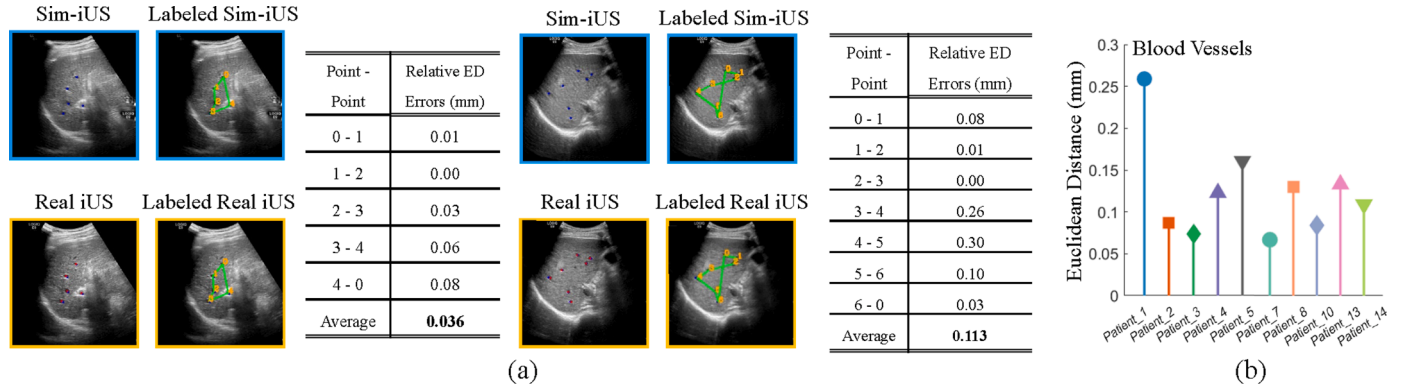 Sim-iUS
Labeled Sim-iUS
Real iUS
Labeled Real iUS
Point -
Point
Relative ED
Errors (mm)
0 - 1 0.01
1 - 2 0.00
2 - 3 0.03
3 - 4 0.06
4 - 0 0.08
Average 0.036
Sim-iUS
Labeled Sim-iUS
Real iUS
Labeled Real iUS
Point -
Point
Relative ED
Errors (mm)
0 - 1 0.08
1 - 2 0.01
2 - 3 0.00
3 - 4 0.26
4 - 5 0.30
5 - 6 0.10
6 - 0 0.03
Average 0.113
(a)
Blood Vessels
Euclidean Distance (mm)
0.3
0.25
0.2
0.15
0.1
0.05
0
Patient_1
Patient_2
Patient_3
Patient_4
Patient_5
Patient_7
Patient_8
Patient_10
Patient_13
Patient_14
(b)